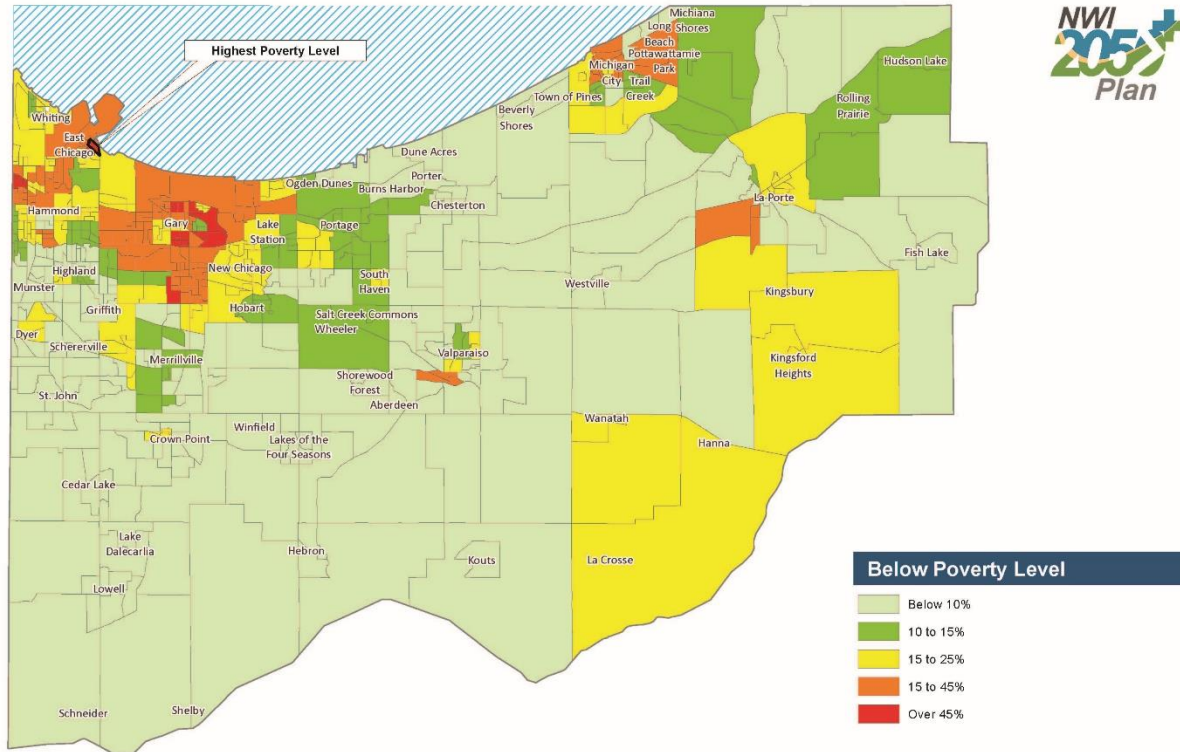 NWI
2050
Plan
Highest Poverty Level
Michiana
Shores
Long
Beach
Pottawattamie
Park
Michigan
City
Trail
Creek
Town of Pines
Hudson Lake
Rolling
Prairie
Whiting
East
Chicago
Beverly
Shores
Dune Acres
Porter
Ogden Dunes
Burns Harbor
Chesterton
La Porte
Hammond
Gary
Lake
Station
Portage
Fish Lake
Highland
New Chicago
South
Haven
Westville
Munster
Griffith
Hobart
Kingsbury
Salt Creek Commons
Wheeler
Dyer
Schererville
Merrillville
Valparaiso
Kingsford
Heights
St. John
Shorewood
Forest
Aberdeen
Wanatah
Hanna
Crown Point
Winfield
Lakes of the
Four Seasons
Cedar Lake
Lake
Dalecarlia
Hebron
Kouts
La Crosse
Lowell
Schneider
Shelby
Below Poverty Level
Below 10%
10 to 15%
15 to 25%
15 to 45%
Over 45%